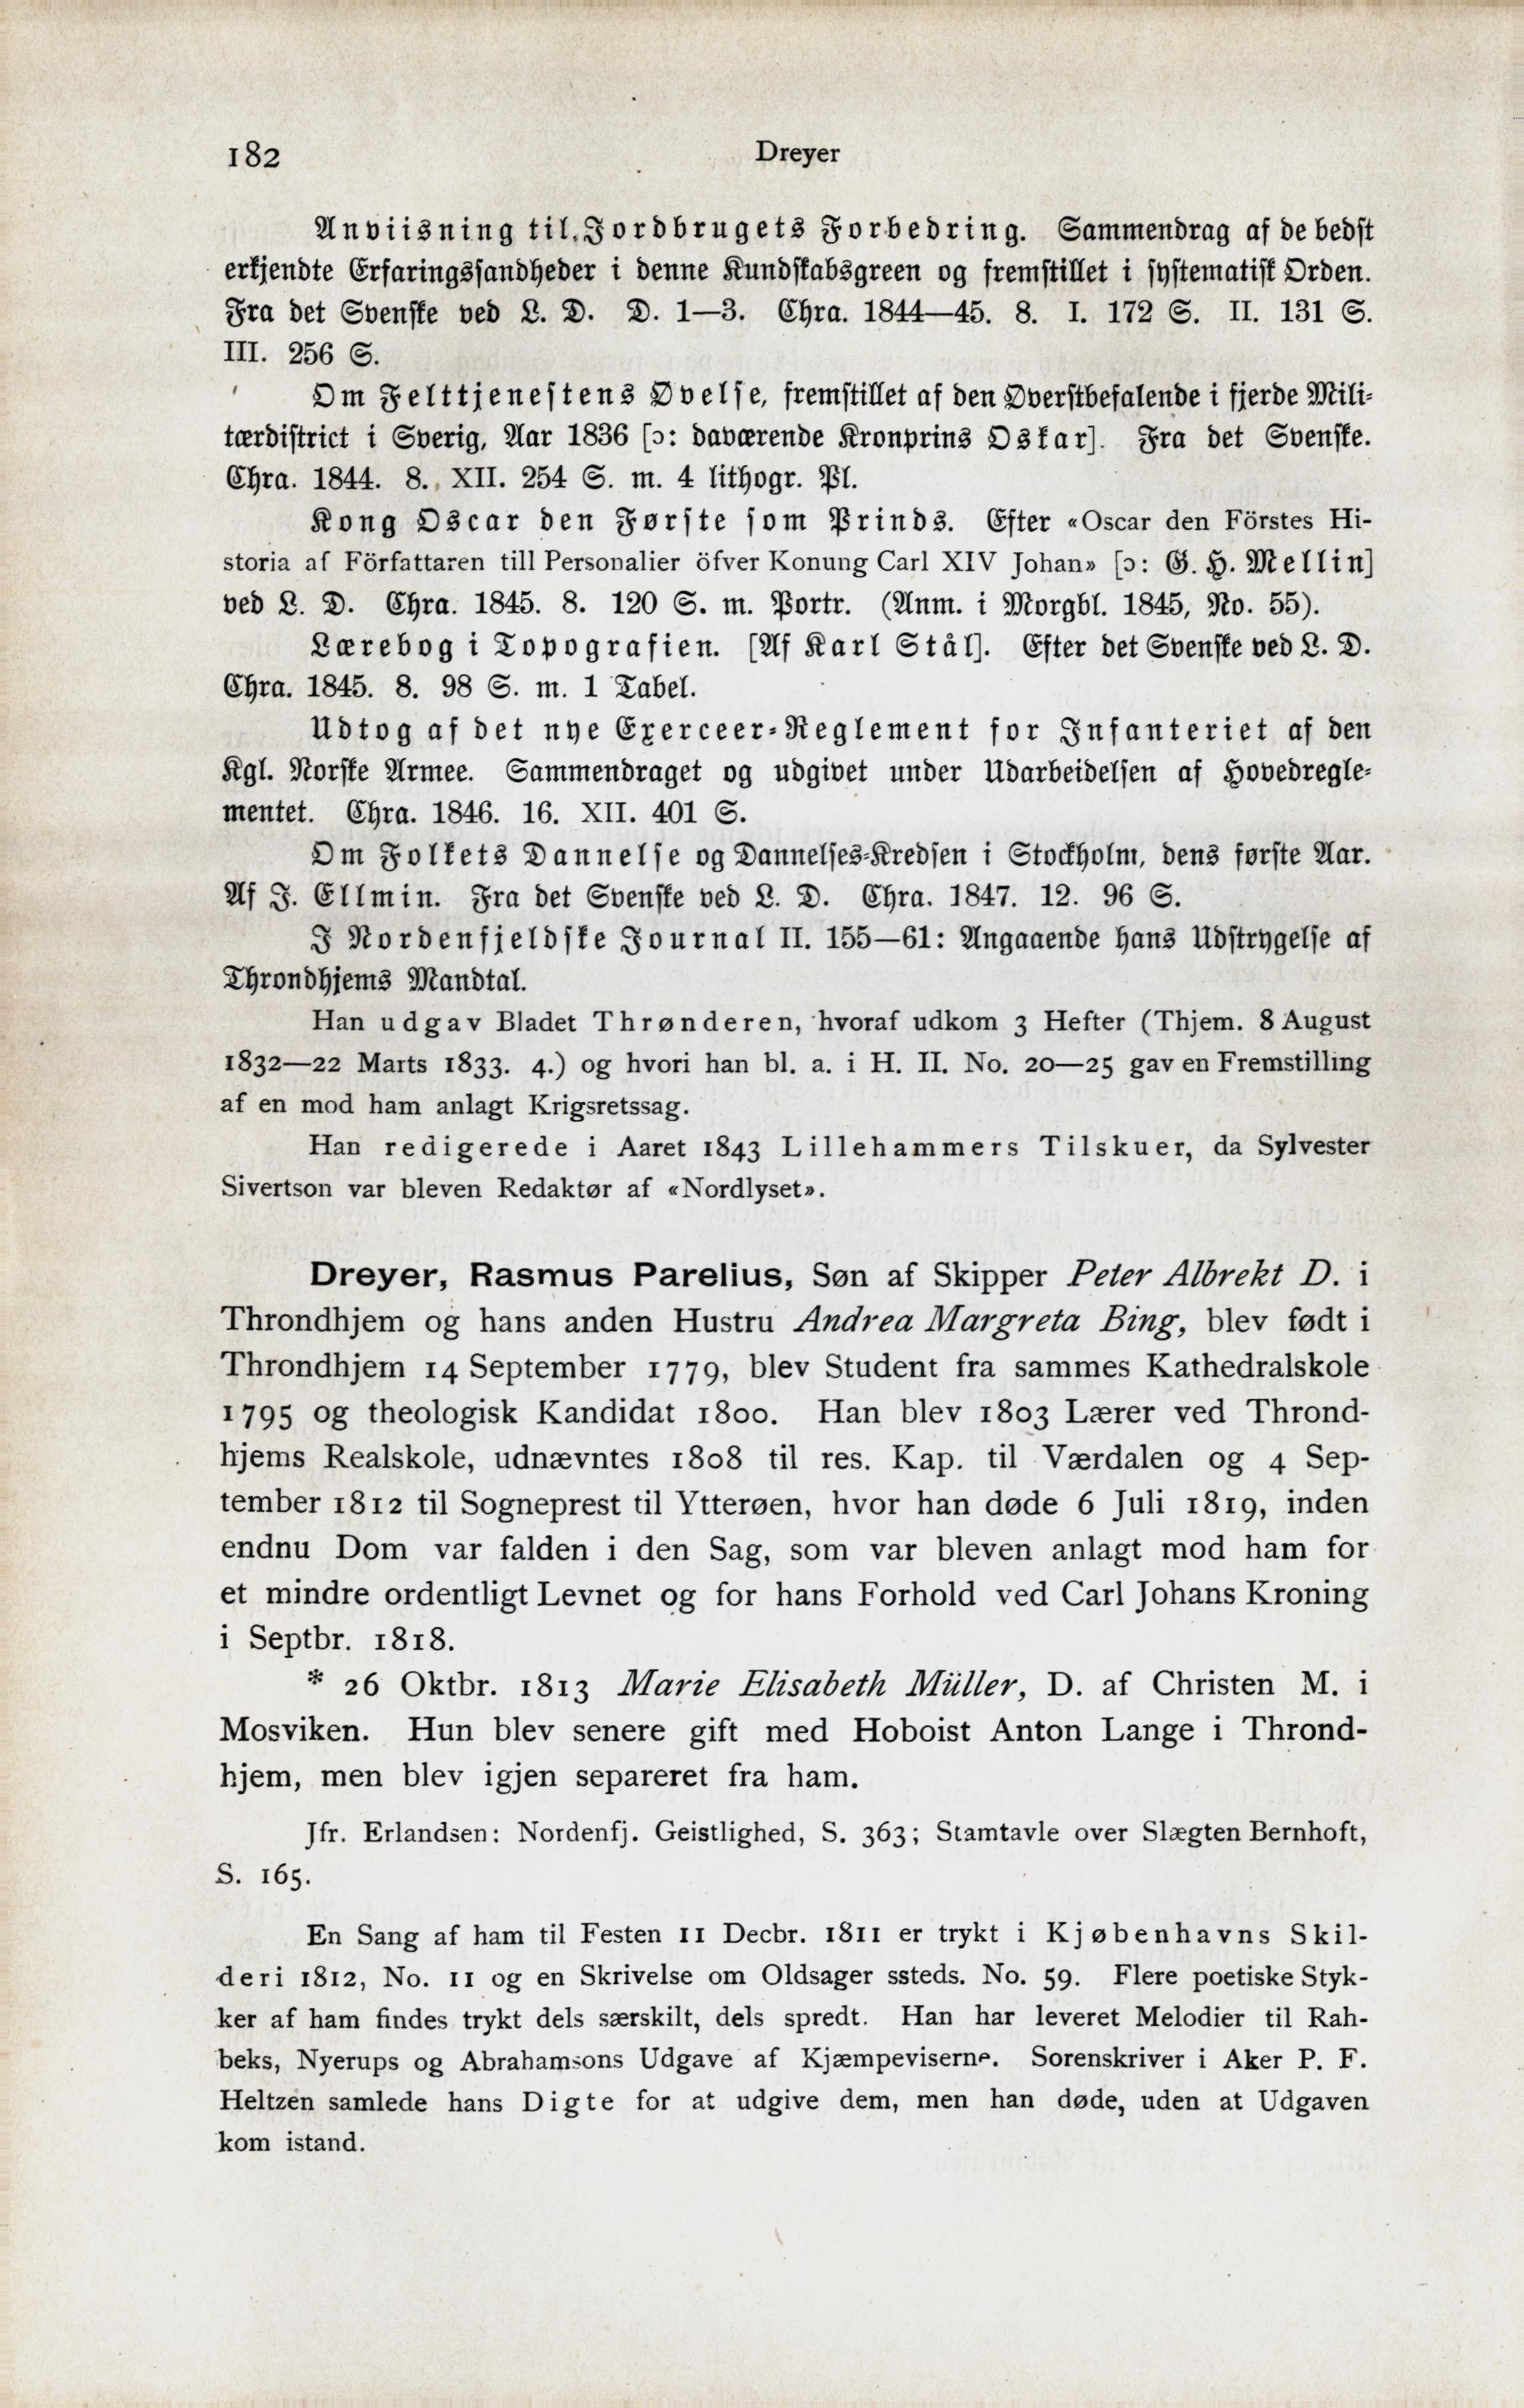 182
Dreyer
Anviisning til Jordbrugets Forbedring. Sammendrag af de bedst
erkjendte Erfaringssandheder i denne Kundskabsgreen og fremstillet i systematisk Orden.
Fra det Svenske ved L. D. D. 1—3. Chra. 1844—45. 8. I. 172 S. II. 131 S.
III. 256 S.
Om Felttjenestens Øvelse, fremstillet af den Øverstbefalende i fjerde Mili-
tærdistrict i Sverig, Aar 1836 [ɔ: daværende Kronprins Oskar]. Fra det Svenske.
Chra. 1844. 8. XII. 254 S. m. 4 lithogr. Pl.
Kong Oscar den Første som Prinds. Efter «Oscar den Förstes Hi-
storia af Författaren till Personalier öfver Konung Carl XIV Johan» [ɔ: G. H. Mellin]
ved L. D. Chra. 1845. 8. 120 S. m. Portr. (Anm. i Morgbl. 1845, No. 55).
Lærebog i Topografien. [Af Karl Stål]. Efter det Svenske ved L. D.
Chra. 1845. 8. 98 S. m. 1 Tabel.
Udtog af det nye Exerceer-Reglement for Infanteriet af den
Kgl. Norske Armee. Sammendraget og udgivet under Udarbeidelsen af Hovedregle-
mentet. Chra. 1846. 16. XII. 401 S.
Om Folkets Dannelse og Dannelses-Kredsen i Stockholm, dens første Aar.
Af J. Ellmin. Fra det Svenske ved L. D. Chra. 1847. 12. 96 S.
I Nordenfjeldske Journal II. 155—61: Angaaende hans Udstrygelse af
Throndhjems Mandtal.
Han udgav Bladet Thrønderen, hvoraf udkom 3 Hefter (Thjem. 8 August
1832—22 Marts 1833. 4.) og hvori han bl. a. i H. II. No. 20—25 gav en Fremstilling
af en mod ham anlagt Krigsretssag.
Han redigerede i Aaret 1843 Lillehammers Tilskuer, da Sylvester
Sivertson var bleven Redaktør af «Nordlyset».
Dreyer, Rasmus Parelius, Søn af Skipper Peter Albrekt D. i
Throndhjem og hans anden Hustru Andrea Margreta Bing, blev født i
Throndhjem 14 September 1779, blev Student fra sammes Kathedralskole
1795 og theologisk Kandidat 1800. Han blev 1803 Lærer ved Thrond-
hjems Realskole, udnævntes 1808 til res. Kap. til Værdalen og 4 Sep-
tember 1812 til Sogneprest til Ytterøen, hvor han døde 6 Juli 1819, inden
endnu Dom var falden i den Sag, som var bleven anlagt mod ham for
et mindre ordentligt Levnet og for hans Forhold ved Carl Johans Kroning
i Septbr. 1818.
* 26 Oktbr. 1813 Marie Elisabeth Müller, D. af Christen M. i
Mosviken. Hun blev senere gift med Hoboist Anton Lange i Thrond-
hjem, men blev igjen separeret fra ham.
Jfr. Erlandsen: Nordenfj. Geistlighed, S. 363; Stamtavle over Slægten Bernhoft,
S. 165.
En Sang af ham til Festen 11 Decbr. 1811 er trykt i Kjøbenhavns Skil-
deri 1812, No. 11 og en Skrivelse om Oldsager ssteds. No. 59. Flere poetiske Styk-
ker af ham findes trykt dels særskilt, dels spredt. Han har leveret Melodier til Rah-
beks, Nyerups og Abrahamsons Udgave af Kjæmpeviserne. Sorenskriver i Aker P. F.
Heltzen samlede hans Digte for at udgive dem, men han døde, uden at Udgaven
kom istand.